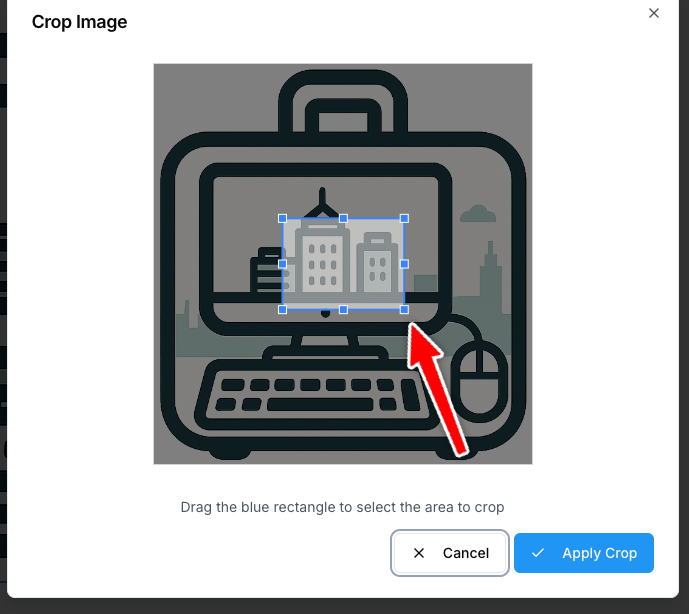 Crop Image
Drag the blue rectangle to select the area to crop
Cancel
Apply Crop